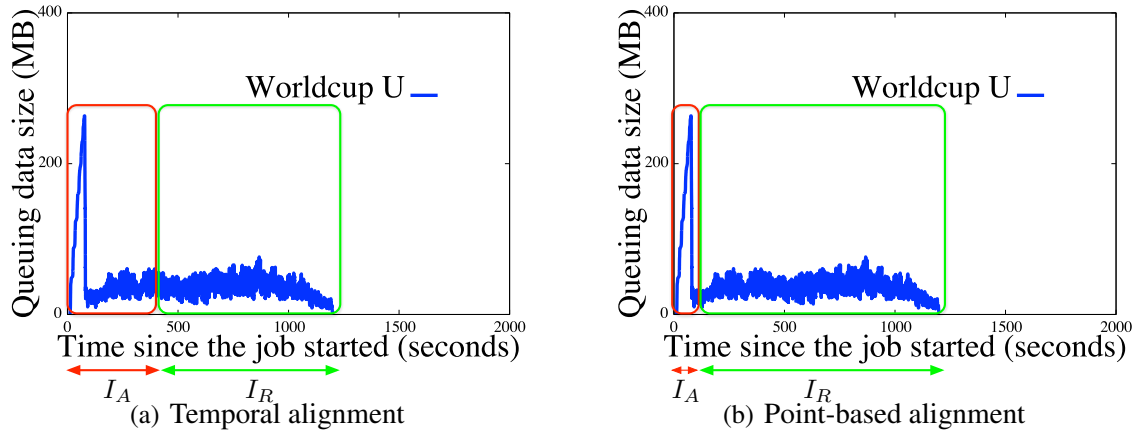 Queuing data size (MB)
400
200
0
Worldcup U
0 500 1000 1500 2000
Time since the job started (seconds)
I_A I_R
(a) Temporal alignment
Queuing data size (MB)
400
200
0
Worldcup U
0 500 1000 1500 2000
Time since the job started (seconds)
I_A I_R
(b) Point-based alignment